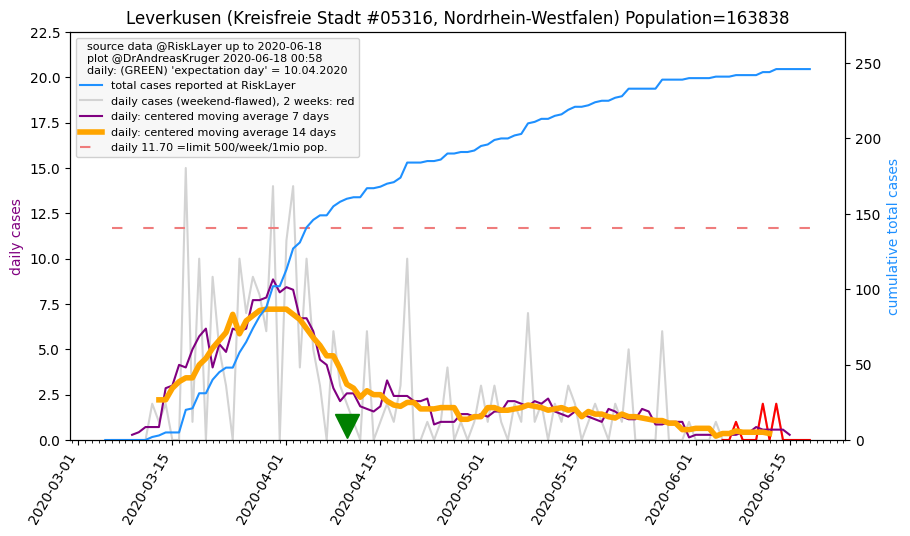 Leverkusen (Kreisfreie Stadt #05316, Nordrhein-Westfalen) Population=163838
source data @RiskLayer up to 2020-06-18
plot @DrAndreasKruger 2020-06-18 00:58
daily: (GREEN) 'expectation day' = 10.04.2020
total cases reported at RiskLayer
daily cases (weekend-flawed), 2 weeks: red
daily: centered moving average 7 days
daily: centered moving average 14 days
daily 11.70 =limit 500/week/1mio pop.
daily cases
22.5
20.0
17.5
15.0
12.5
10.0
7.5
5.0
2.5
0.0
cumulative total cases
250
200
150
100
50
0
2020-03-01
2020-03-15
2020-04-01
2020-04-15
2020-05-01
2020-05-15
2020-06-01
2020-06-15